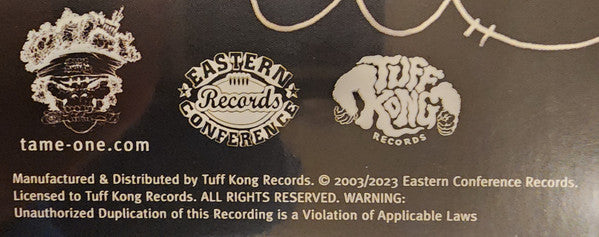 EASTERN
Records
CONFERENCE
TUFF
KONG
RECORDS
tame-one.com
Manufactured & Distributed by Tuff Kong Records. © 2003/2023 Eastern Conference Records.
Licensed to Tuff Kong Records. ALL RIGHTS RESERVED. WARNING:
Unauthorized Duplication of this Recording is a Violation of Applicable Laws